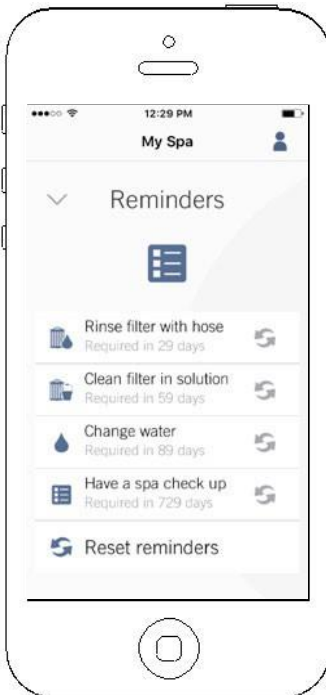 12:29 PM
My Spa
Reminders
Rinse filter with hose
Required in 29 days
Clean filter in solution
Required in 59 days
Change water
Required in 89 days
Have a spa check up
Required in 729 days
Reset reminders